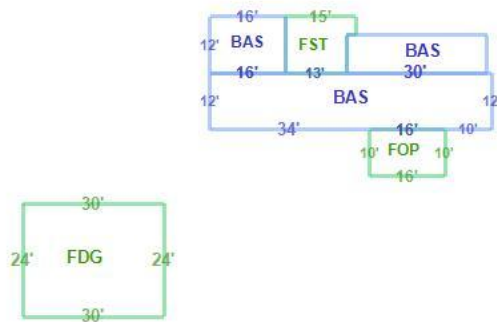 16' 15'
12' BAS FST BAS
16' 13' 30'
12' BAS 12'
34' 16' 10'
10' FOP 10'
16'
30'
24' FDG 24'
30'